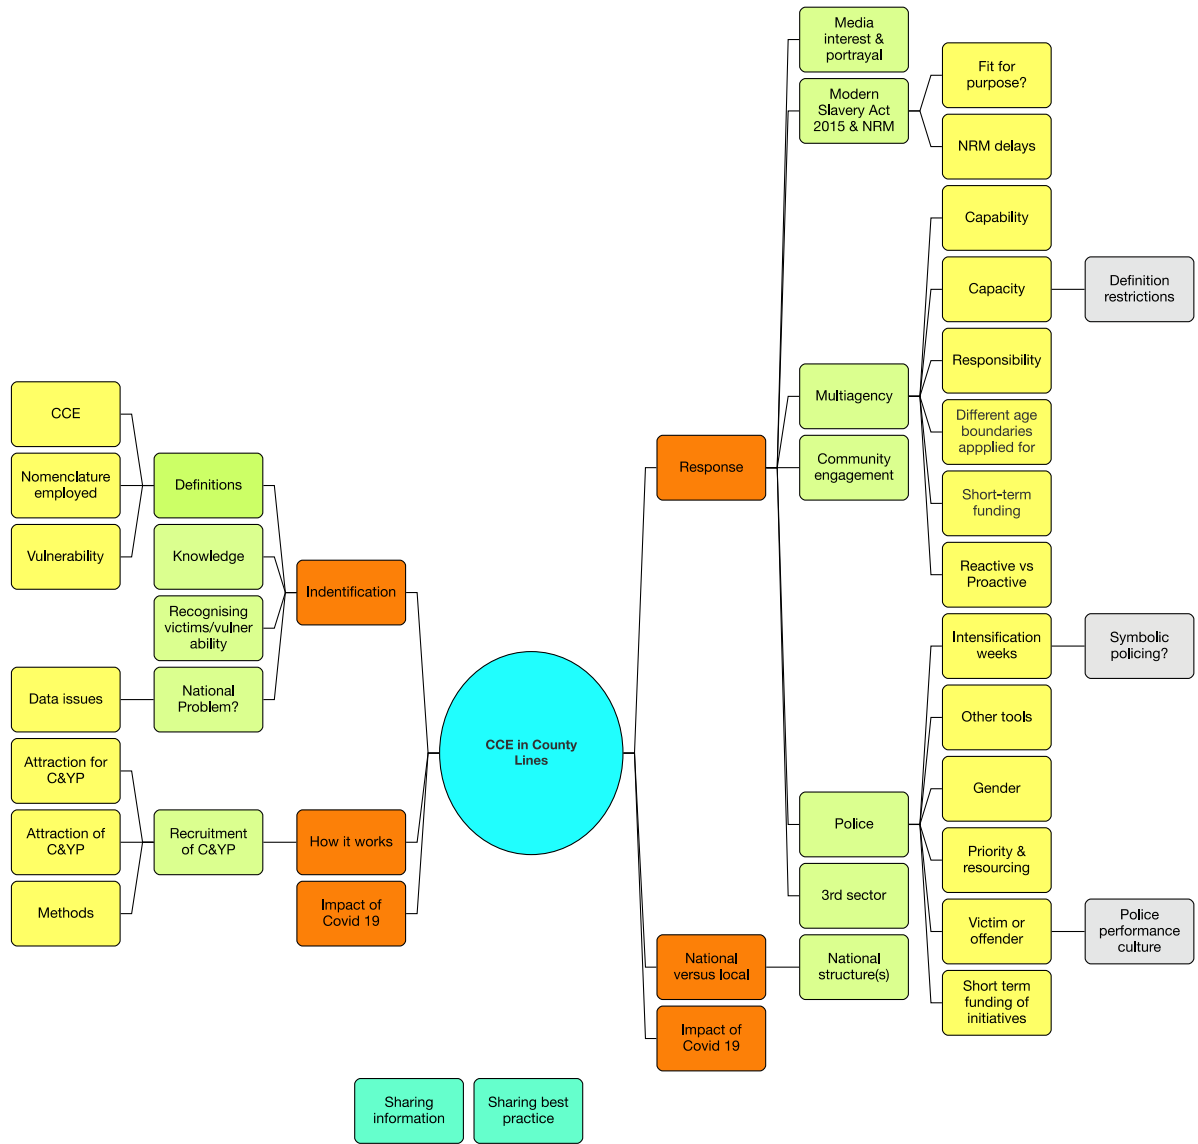 CCE in County
Lines
Indentification
Definitions
CCE
Nomenclature
employed
Vulnerability
Knowledge
Recognising
victims/vulner
ability
National
Problem?
Data issues
How it works
Recruitment
of C&YP
Attraction for
C&YP
Attraction of
C&YP
Methods
Impact of
Covid 19
Response
Media
interest &
portrayal
Modern
Slavery Act
2015 & NRM
Fit for
purpose?
NRM delays
Multiagency
Capability
Capacity
Definition
restrictions
Responsibility
Different age
boundaries
appplied for
Short-term
funding
Reactive vs
Proactive
Community
engagement
Police
Intensification
weeks
Symbolic
policing?
Other tools
Gender
Priority &
resourcing
Victim or
offender
Police
performance
culture
Short term
funding of
initiatives
3rd sector
National
versus local
National
structure(s)
Impact of
Covid 19
Sharing
information
Sharing best
practice